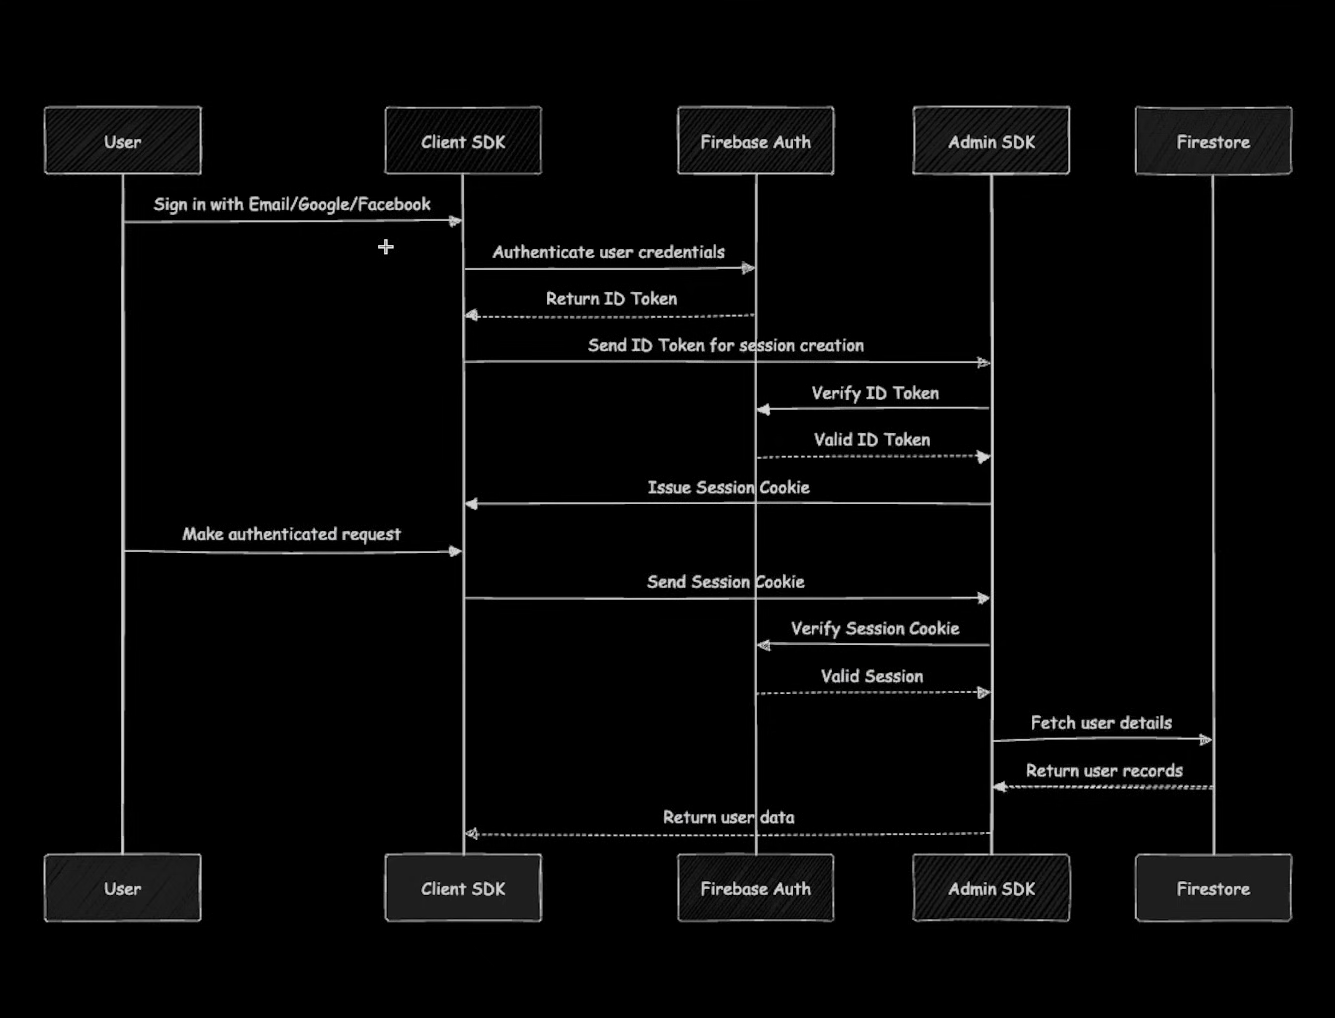 User
Client SDK
Firebase Auth
Admin SDK
Firestore
Sign in with Email/Google/Facebook
Authenticate user credentials
Return ID Token
Send ID Token for session creation
Verify ID Token
Valid ID Token
Issue Session Cookie
Make authenticated request
Send Session Cookie
Verify Session Cookie
Valid Session
Fetch user details
Return user records
Return user data
User
Client SDK
Firebase Auth
Admin SDK
Firestore